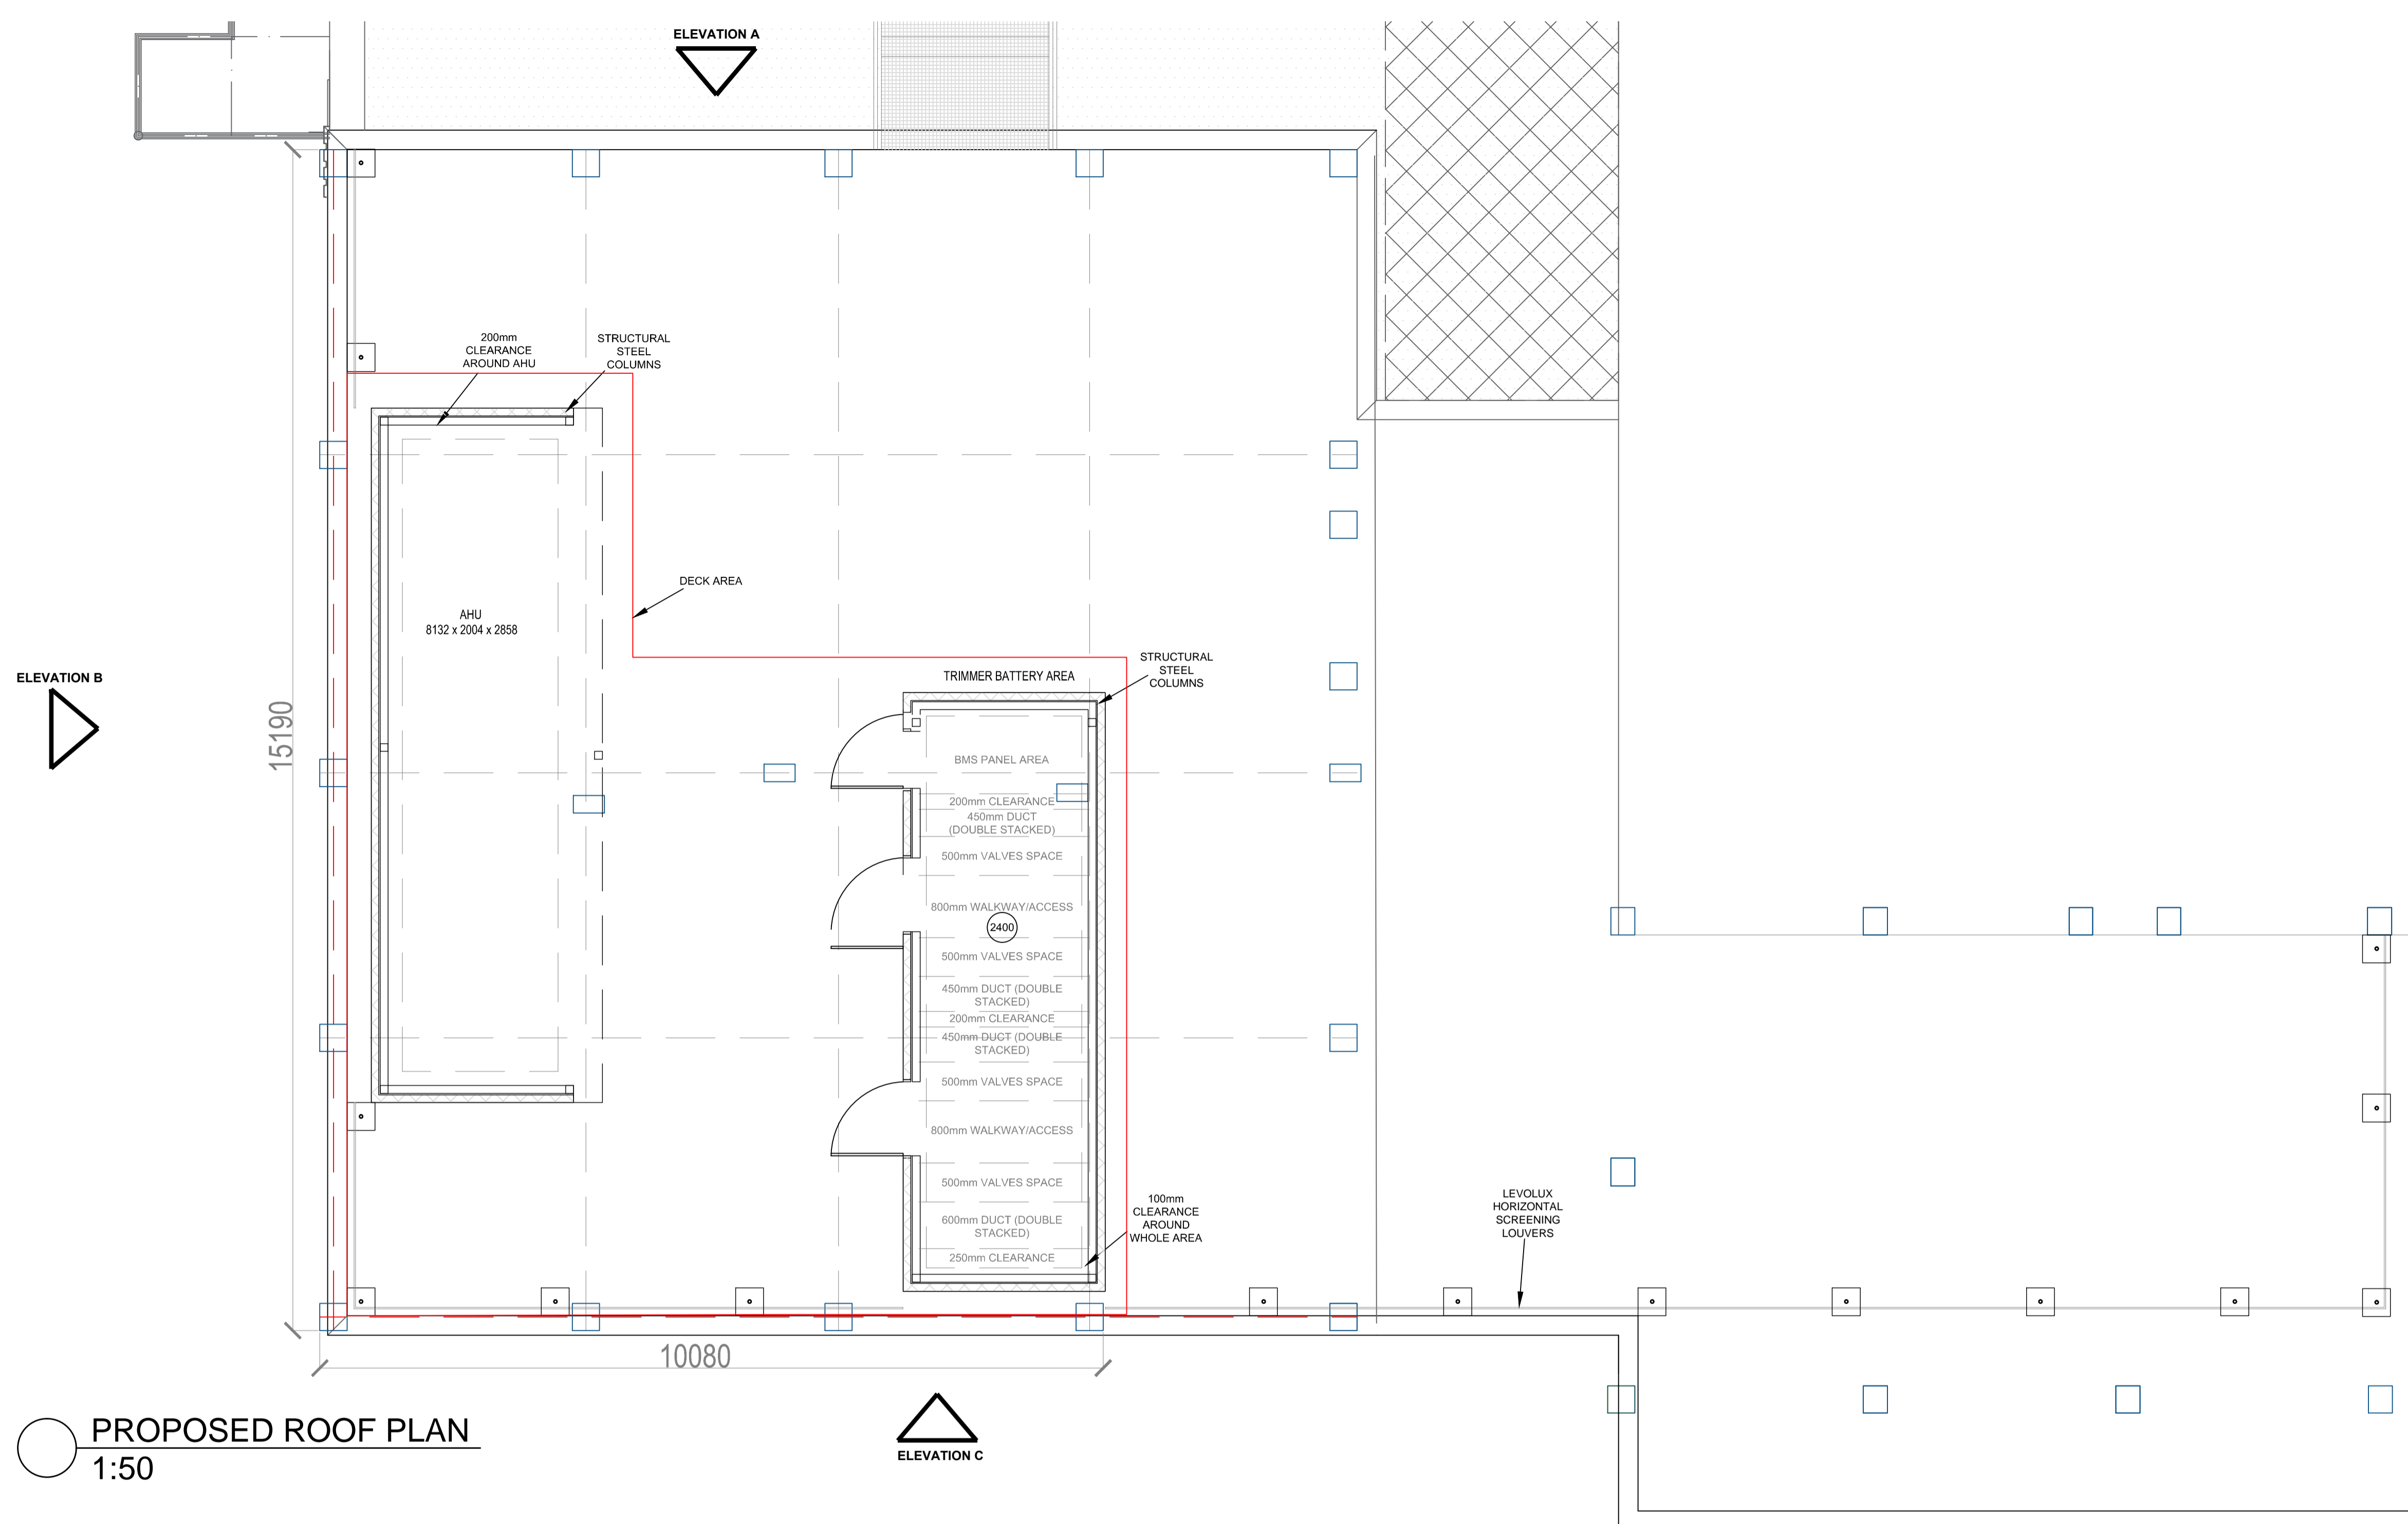 ELEVATION A
200mm
CLEARANCE
AROUND AHU
STRUCTURAL
STEEL
COLUMNS
DECK AREA
AHU
8132 x 2004 x 2858
ELEVATION B
15190
TRIMMER BATTERY AREA
STRUCTURAL
STEEL
COLUMNS
BMS PANEL AREA
200mm CLEARANCE
450mm DUCT
(DOUBLE STACKED)
500mm VALVES SPACE
800mm WALKWAY/ACCESS
2400
500mm VALVES SPACE
450mm DUCT (DOUBLE
STACKED)
200mm CLEARANCE
450mm DUCT (DOUBLE
STACKED)
500mm VALVES SPACE
800mm WALKWAY/ACCESS
500mm VALVES SPACE
600mm DUCT (DOUBLE
STACKED)
250mm CLEARANCE
100mm
CLEARANCE
AROUND
WHOLE AREA
LEVOLUX
HORIZONTAL
SCREENING
LOUVERS
10080
ELEVATION C
PROPOSED ROOF PLAN
1:50